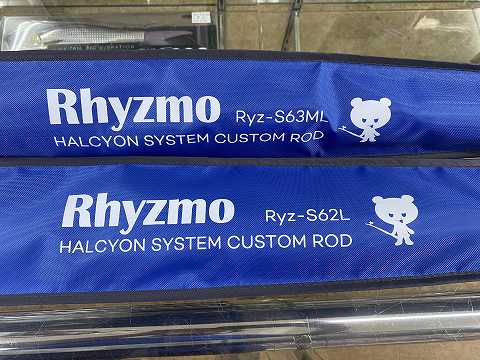 Rhyzmo Ryz-S63ML
HALCYON SYSTEM CUSTOM ROD
Rhyzmo Ryz-S62L
HALCYON SYSTEM CUSTOM ROD